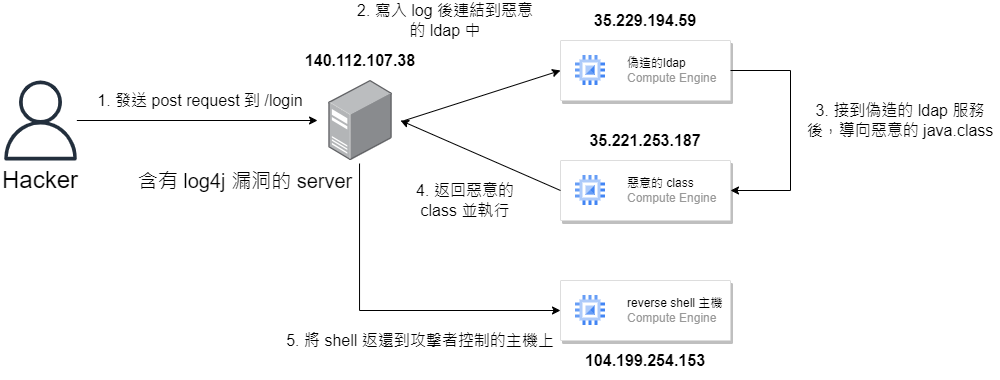 2. 寫入 log 後連結到惡意
的 ldap 中
35.229.194.59
140.112.107.38
偽造的ldap
Compute Engine
1. 發送 post request 到 /login
3. 接到偽造的 ldap 服務
後，導向惡意的 java.class
35.221.253.187
Hacker
含有 log4j 漏洞的 server
4. 返回惡意的
class 並執行
惡意的 class
Compute Engine
reverse shell 主機
Compute Engine
5. 將 shell 返還到攻擊者控制的主機上
104.199.254.153